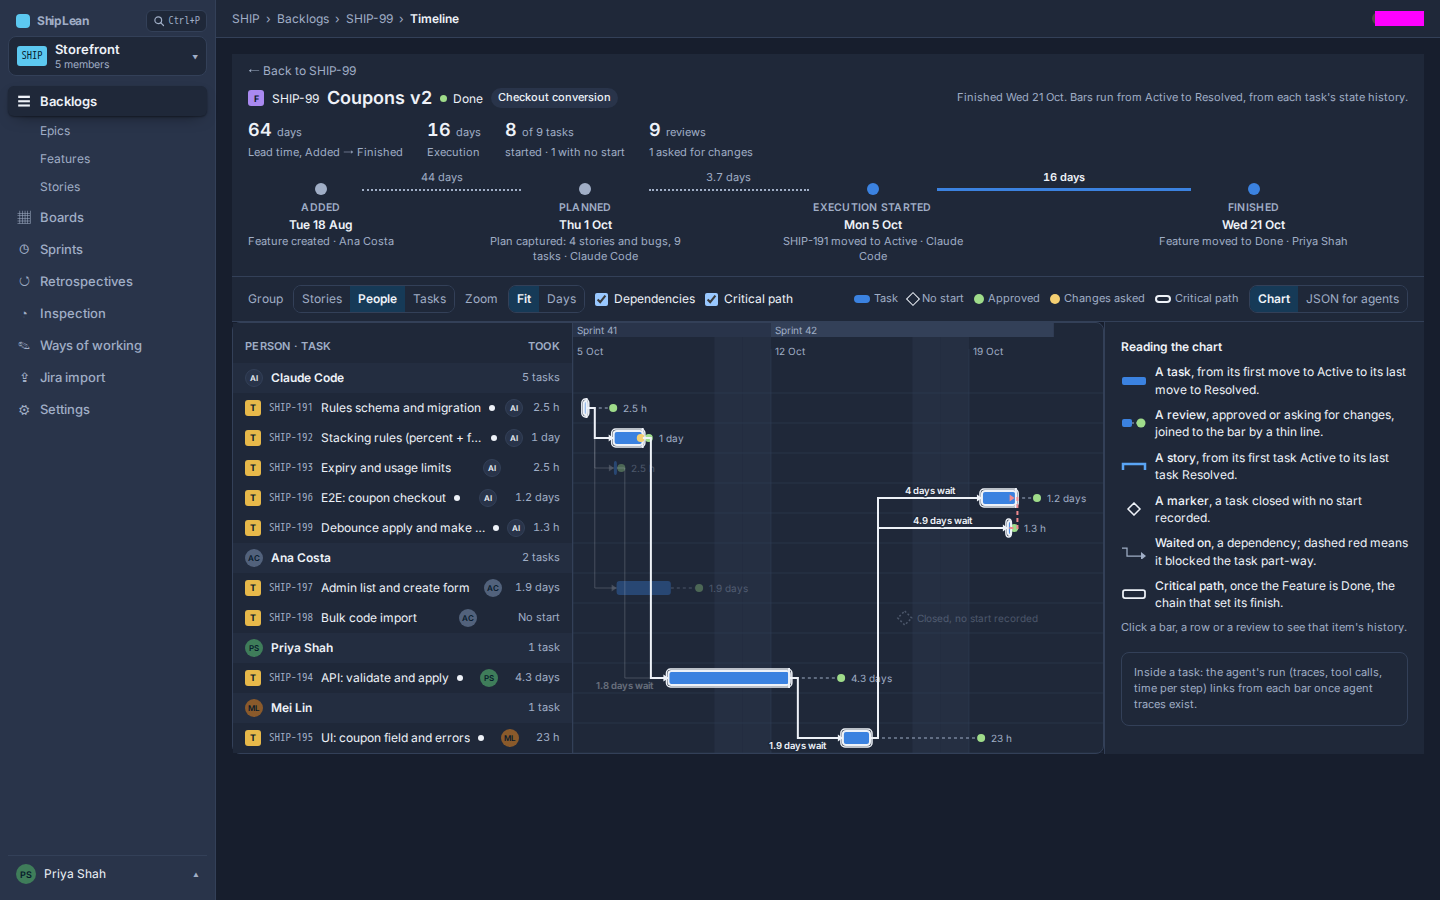 ShipLean
Ctrl+P
SHIP
Storefront
5 members
Backlogs
Epics
Features
Stories
Boards
Sprints
Retrospectives
Inspection
Ways of working
Jira import
Settings
PS Priya Shah
SHIP › Backlogs › SHIP-99 › Timeline
← Back to SHIP-99
F SHIP-99 Coupons v2 Done Checkout conversion
Finished Wed 21 Oct. Bars run from Active to Resolved, from each task's state history.
64 days
Lead time, Added → Finished
16 days
Execution
8 of 9 tasks
started · 1 with no start
9 reviews
1 asked for changes
44 days
3.7 days
16 days
ADDED
Tue 18 Aug
Feature created · Ana Costa
PLANNED
Thu 1 Oct
Plan captured: 4 stories and bugs, 9
tasks · Claude Code
EXECUTION STARTED
Mon 5 Oct
SHIP-191 moved to Active · Claude
Code
FINISHED
Wed 21 Oct
Feature moved to Done · Priya Shah
Group Stories People Tasks Zoom Fit Days Dependencies Critical path
Task No start Approved Changes asked Critical path Chart JSON for agents
Sprint 41 Sprint 42
PERSON · TASK TOOK
5 Oct 12 Oct 19 Oct
AI Claude Code 5 tasks
T SHIP-191 Rules schema and migration AI 2.5 h
2.5 h
T SHIP-192 Stacking rules (percent + f... AI 1 day
1 day
T SHIP-193 Expiry and usage limits AI 2.5 h
2.5 h
T SHIP-196 E2E: coupon checkout AI 1.2 days
4 days wait
1.2 days
T SHIP-199 Debounce apply and make ... AI 1.3 h
4.9 days wait
1.3 h
AC Ana Costa 2 tasks
T SHIP-197 Admin list and create form AC 1.9 days
1.9 days
T SHIP-198 Bulk code import AC No start
Closed, no start recorded
PS Priya Shah 1 task
T SHIP-194 API: validate and apply PS 4.3 days
1.8 days wait
4.3 days
ML Mei Lin 1 task
T SHIP-195 UI: coupon field and errors ML 23 h
1.9 days wait
23 h
Reading the chart
A task, from its first move to Active to its last
move to Resolved.
A review, approved or asking for changes,
joined to the bar by a thin line.
A story, from its first task Active to its last
task Resolved.
A marker, a task closed with no start
recorded.
Waited on, a dependency; dashed red means
it blocked the task part-way.
Critical path, once the Feature is Done, the
chain that set its finish.
Click a bar, a row or a review to see that item's history.
Inside a task: the agent's run (traces, tool calls,
time per step) links from each bar once agent
traces exist.